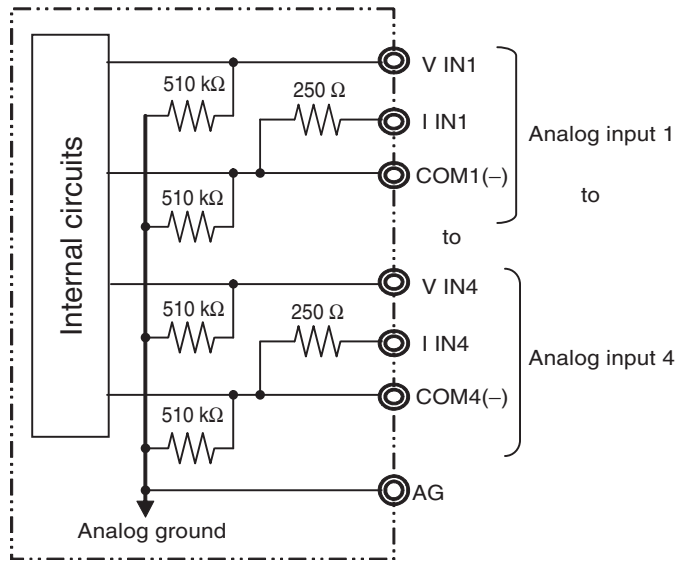 Internal circuits
510 kΩ
250 Ω
V IN1
I IN1
COM1(–)
510 kΩ
Analog input 1
to
to
510 kΩ
250 Ω
V IN4
I IN4
COM4(–)
510 kΩ
Analog input 4
AG
Analog ground